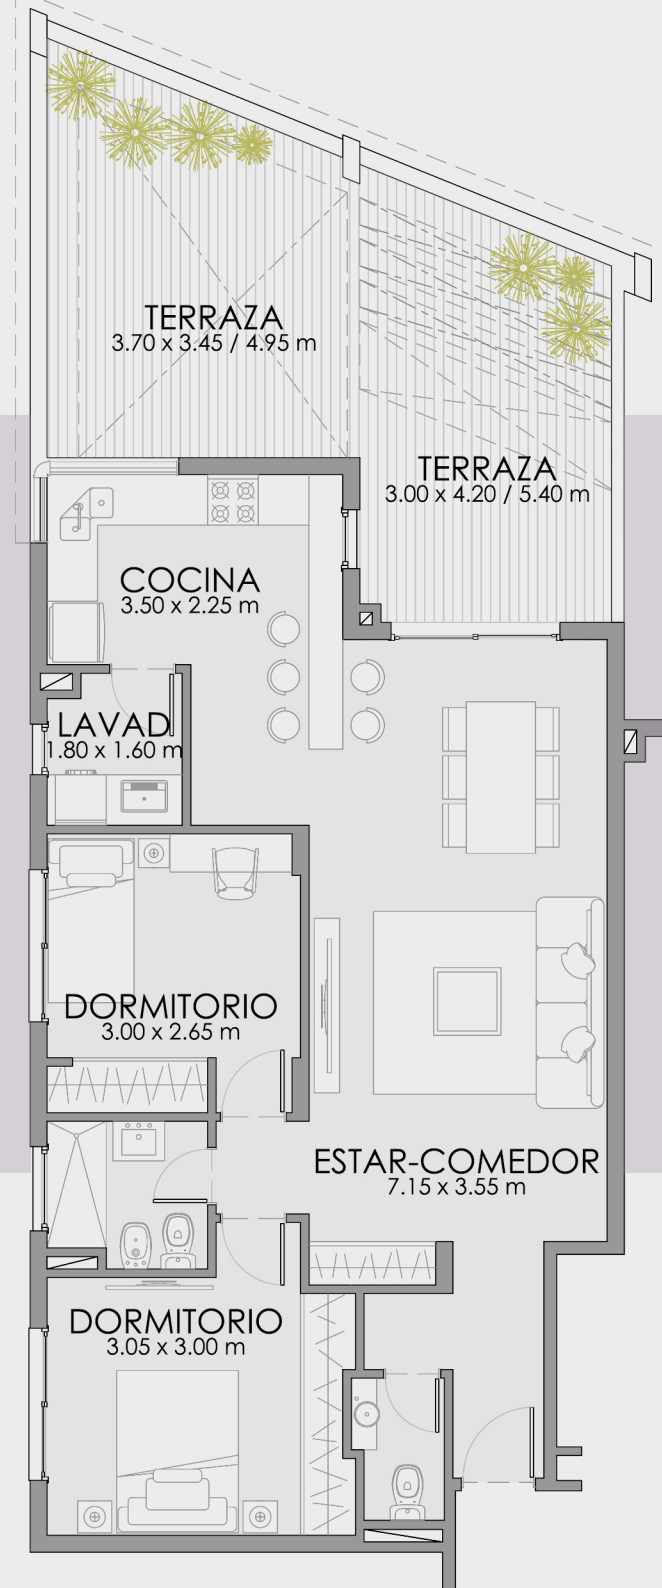 TERRAZA
3.70 x 3.45 / 4.95 m
TERRAZA
3.00 x 4.20 / 5.40 m
COCINA
3.50 x 2.25 m
LAVAD
1.80 x 1.60 m
DORMITORIO
3.00 x 2.65 m
ESTAR-COMEDOR
7.15 x 3.55 m
DORMITORIO
3.05 x 3.00 m